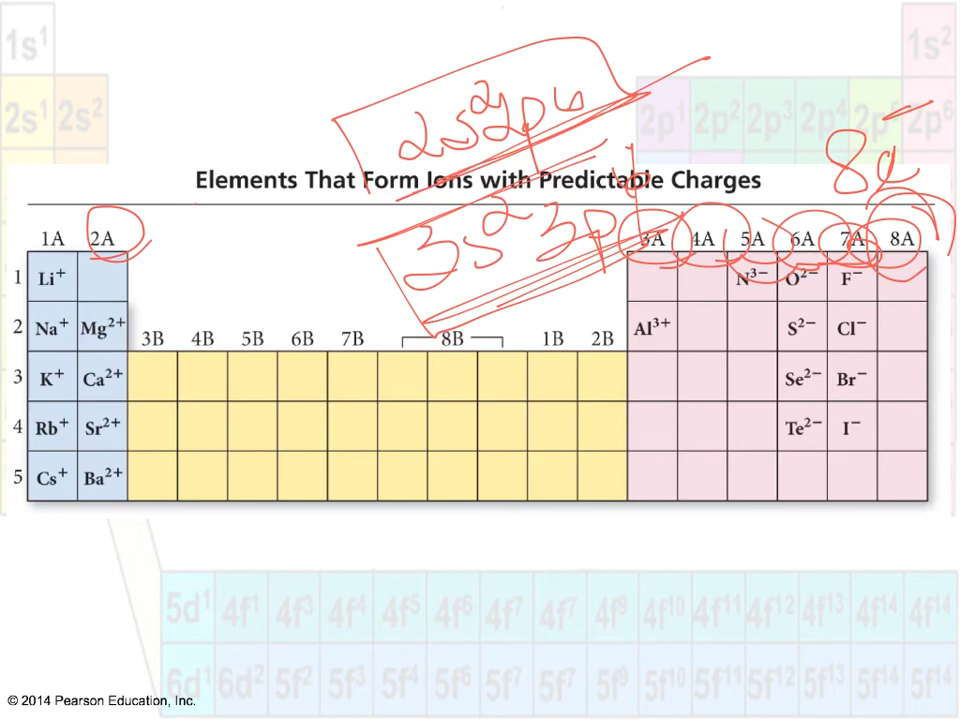 1s¹ 1s²
2s¹ 2s² 2p¹ 2p² 2p³ 2p⁴ 2p⁶
2s²2p6
8e
Elements That Form Ions with Predictable Charges
3s² 3p6
1A 2A 3A 4A 5A 6A 7A 8A
1 Li⁺ N³⁻ O²⁻ F⁻
2 Na⁺ Mg²⁺ 3B 4B 5B 6B 7B 8B 1B 2B Al³⁺ S²⁻ Cl⁻
3 K⁺ Ca²⁺ Se²⁻ Br⁻
4 Rb⁺ Sr²⁺ Te²⁻ I⁻
5 Cs⁺ Ba²⁺
5d¹ 4f¹ 4f³ 4f⁴ 4f⁵ 4f⁶ 4f⁷ 4f⁷ 4f⁹ 4f¹⁰ 4f¹¹ 4f¹² 4f¹³ 4f¹⁴ 4f¹⁴
6d¹ 6d² 5f² 5f³ 5f⁴ 5f⁶ 5f⁷ 5f⁷ 5f⁹ 5f¹⁰ 5f¹¹ 5f¹² 5f¹³ 5f¹⁴ 5f¹⁴
© 2014 Pearson Education, Inc.